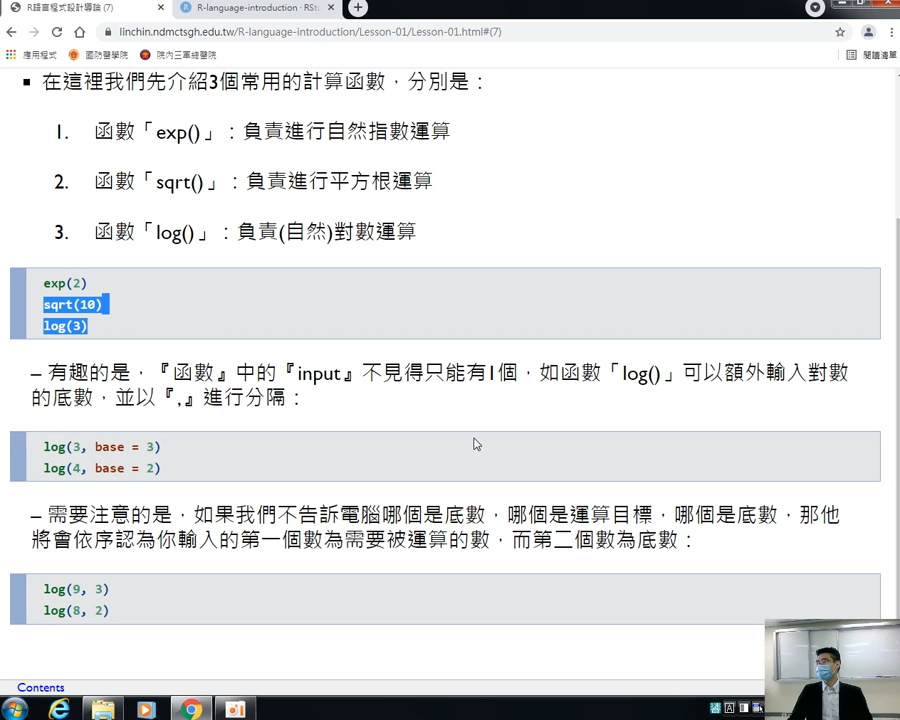 R語言程式設計導論 (7)
R-language-introduction · RStu
linchin.ndmctsgh.edu.tw/R-language-introduction/Lesson-01/Lesson-01.html#(7)
應用程式
國防醫學院
院內三軍總醫院
閱讀清單
▪ 在這裡我們先介紹3個常用的計算函數，分別是：
1. 函數「exp()」：負責進行自然指數運算
2. 函數「sqrt()」：負責進行平方根運算
3. 函數「log()」：負責(自然)對數運算
exp(2)
sqrt(10)
log(3)
– 有趣的是，『函數』中的『input』不見得只能有1個，如函數「log()」可以額外輸入對數
的底數，並以『,』進行分隔：
log(3, base = 3)
log(4, base = 2)
– 需要注意的是，如果我們不告訴電腦哪個是底數，哪個是運算目標，哪個是底數，那他
將會依序認為你輸入的第一個數為需要被運算的數，而第二個數為底數：
log(9, 3)
log(8, 2)
Contents